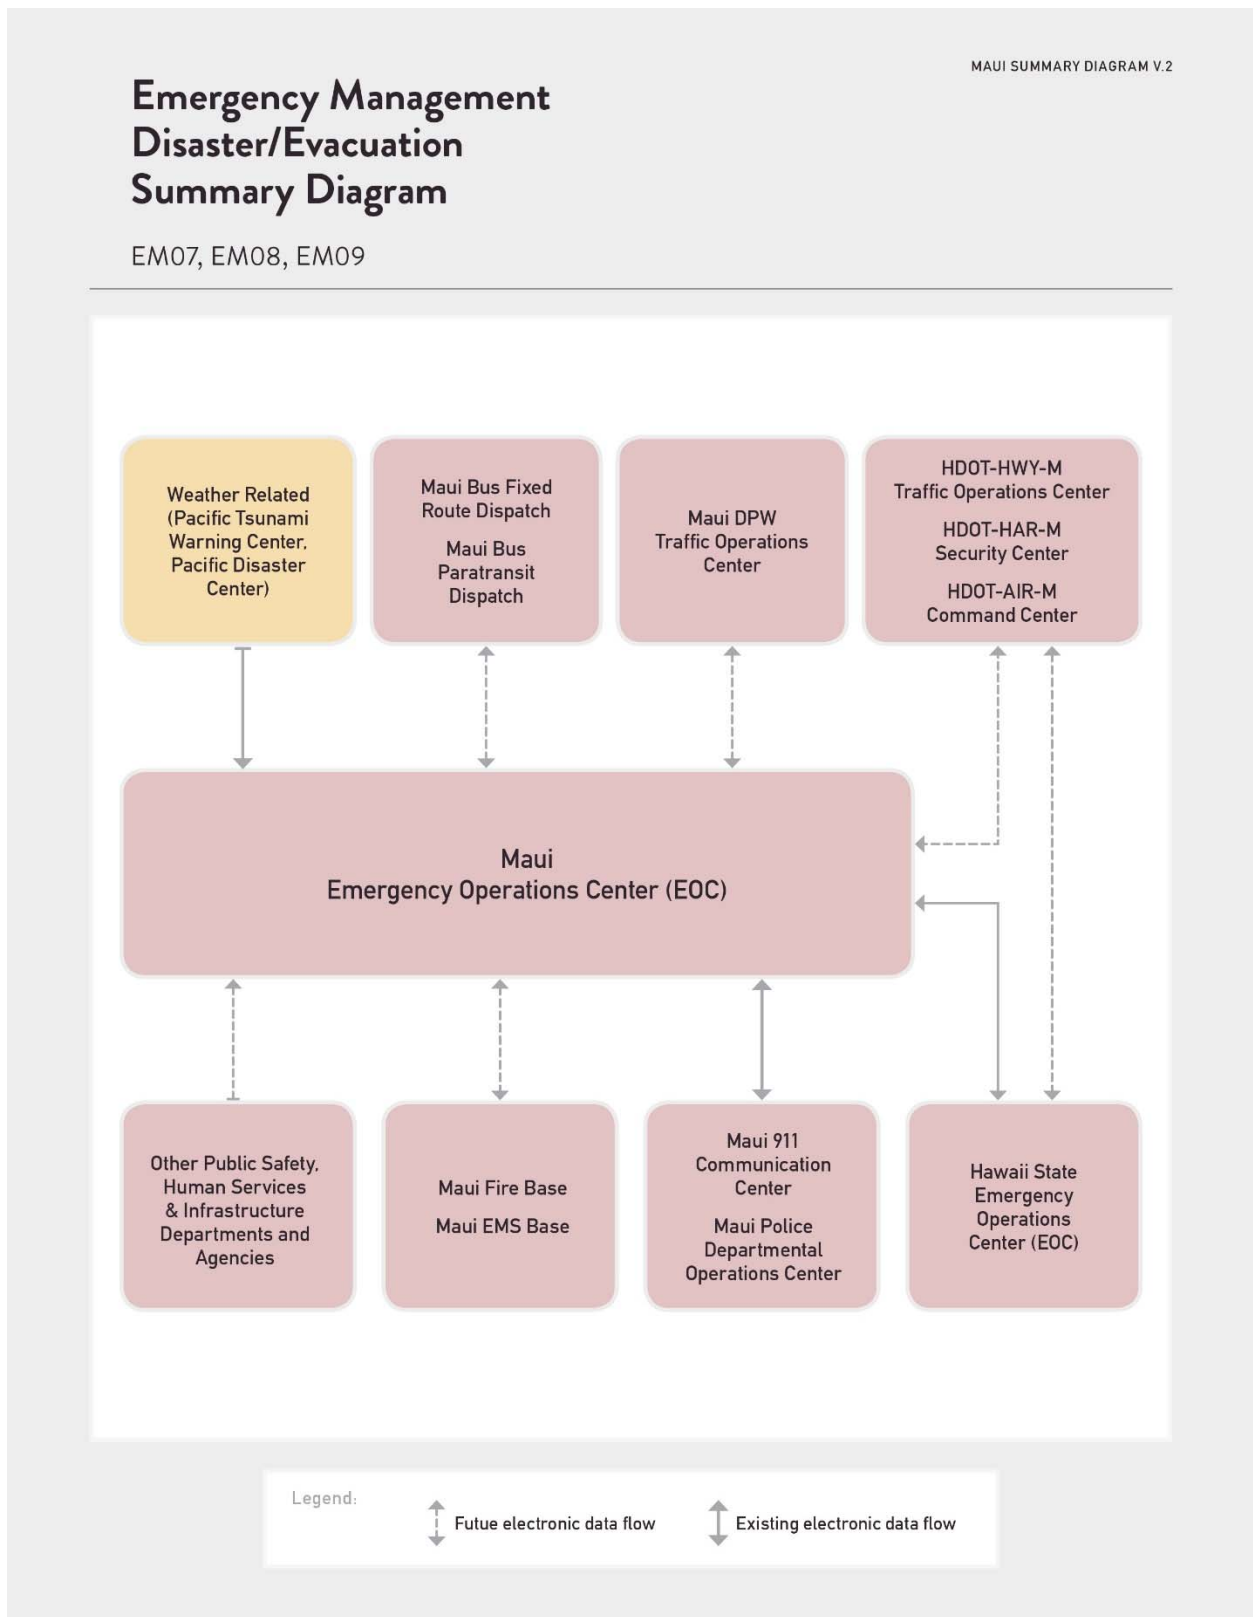 MAUI SUMMARY DIAGRAM V.2
Emergency Management
Disaster/Evacuation
Summary Diagram
EM07, EM08, EM09
Weather Related
(Pacific Tsunami
Warning Center,
Pacific Disaster
Center)
Maui Bus Fixed
Route Dispatch
Maui Bus
Paratransit
Dispatch
Maui DPW
Traffic Operations
Center
HDOT-HWY-M
Traffic Operations Center
HDOT-HAR-M
Security Center
HDOT-AIR-M
Command Center
Maui
Emergency Operations Center (EOC)
Other Public Safety,
Human Services
& Infrastructure
Departments and
Agencies
Maui Fire Base
Maui EMS Base
Maui 911
Communication
Center
Maui Police
Departmental
Operations Center
Hawaii State
Emergency
Operations
Center (EOC)
Legend:
Futue electronic data flow
Existing electronic data flow